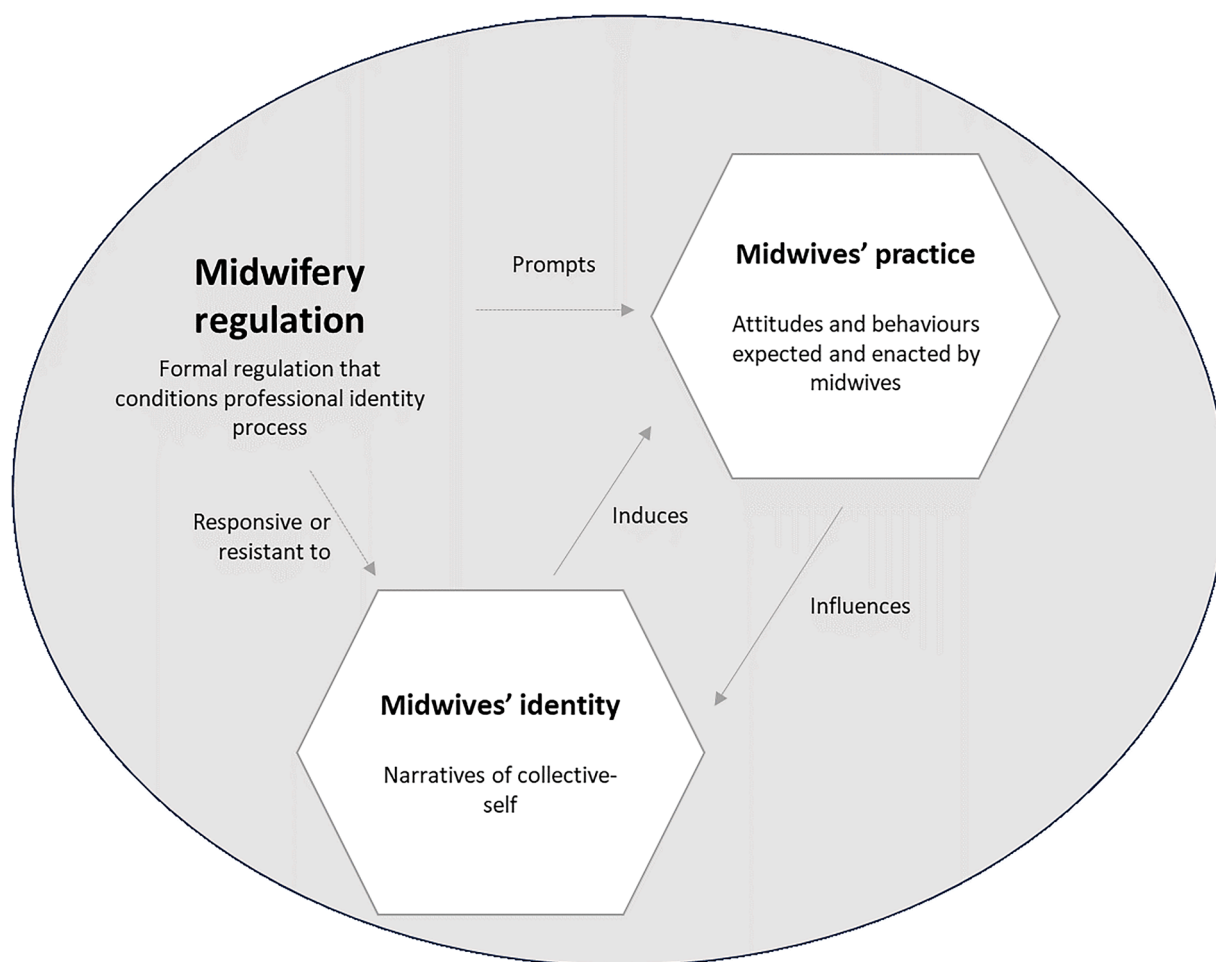 Midwifery
regulation
Formal regulation that
conditions professional identity
process
Prompts
Midwives’ practice
Attitudes and behaviours
expected and enacted by
midwives
Responsive or
resistant to
Induces
Influences
Midwives’ identity
Narratives of collective-
self